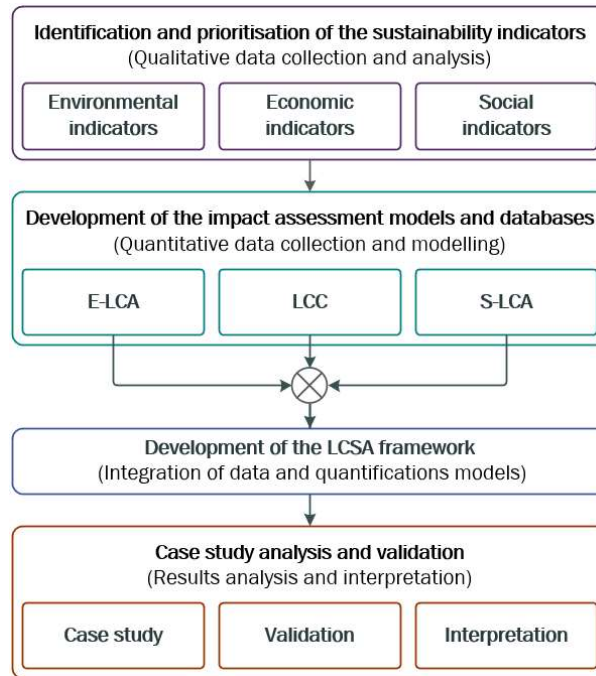 Identification and prioritisation of the sustainability indicators
(Qualitative data collection and analysis)
Environmental
indicators
Economic
indicators
Social
indicators
Development of the impact assessment models and databases
(Quantitative data collection and modelling)
E-LCA
LCC
S-LCA
Development of the LCSA framework
(Integration of data and quantifications models)
Case study analysis and validation
(Results analysis and interpretation)
Case study
Validation
Interpretation